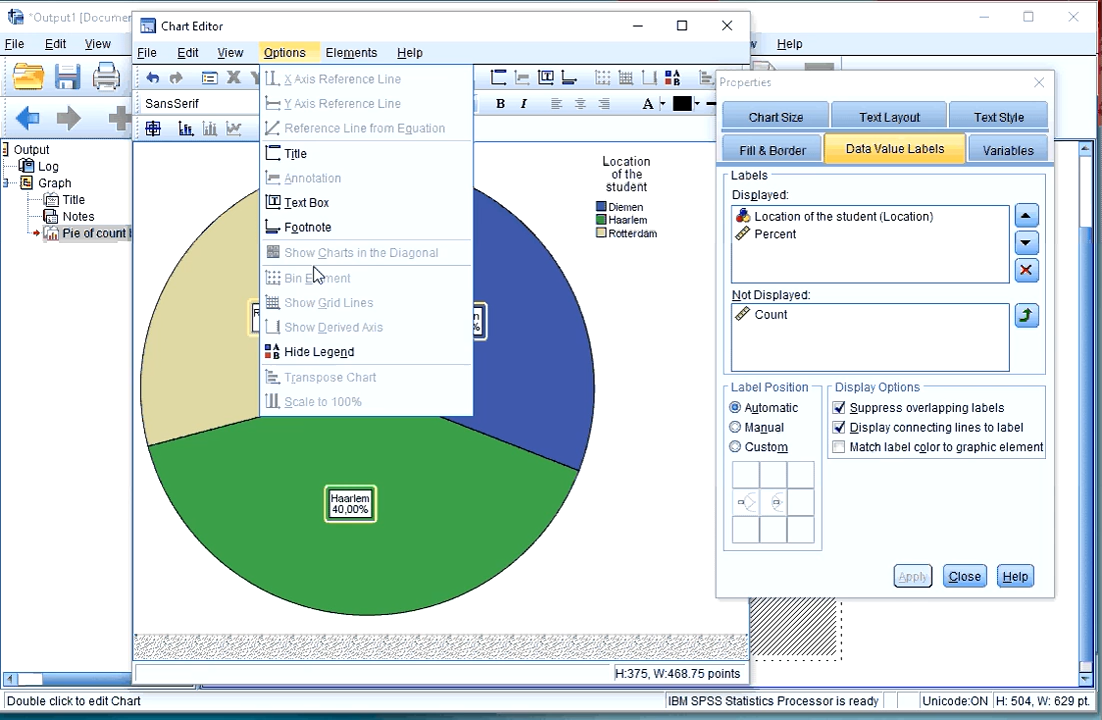 *Output1 [Documen
File Edit View
Help
Output
Log
Graph
Title
Notes
Pie of count
Chart Editor
File Edit View Options Elements Help
SansSerif
B I A
X Axis Reference Line
Y Axis Reference Line
Reference Line from Equation
Title
Annotation
Text Box
Footnote
Show Charts in the Diagonal
Bin Element
Show Grid Lines
Show Derived Axis
Hide Legend
Transpose Chart
Scale to 100%
Location
of the
student
Diemen
Haarlem
Rotterdam
R
n
%
Haarlem
40,00%
H:375, W:468.75 points
Properties
Chart Size Text Layout Text Style
Fill & Border Data Value Labels Variables
Labels
Displayed:
Location of the student (Location)
Percent
Not Displayed:
Count
Label Position
Automatic
Manual
Custom
Display Options
Suppress overlapping labels
Display connecting lines to label
Match label color to graphic element
Apply Close Help
Double click to edit Chart
IBM SPSS Statistics Processor is ready
Unicode:ON
H: 504, W: 629 pt.